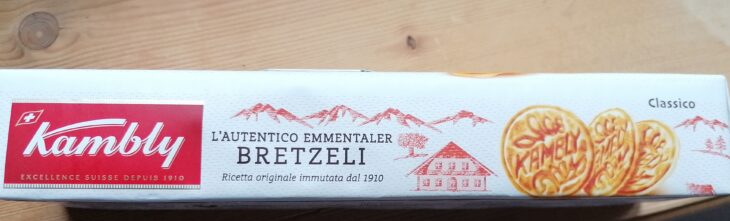 Kambly
EXCELLENCE SUISSE DEPUIS 1910
L'AUTENTICO EMMENTALER
BRETZELI
Ricetta originale immutata dal 1910
KAMBLY
Classico